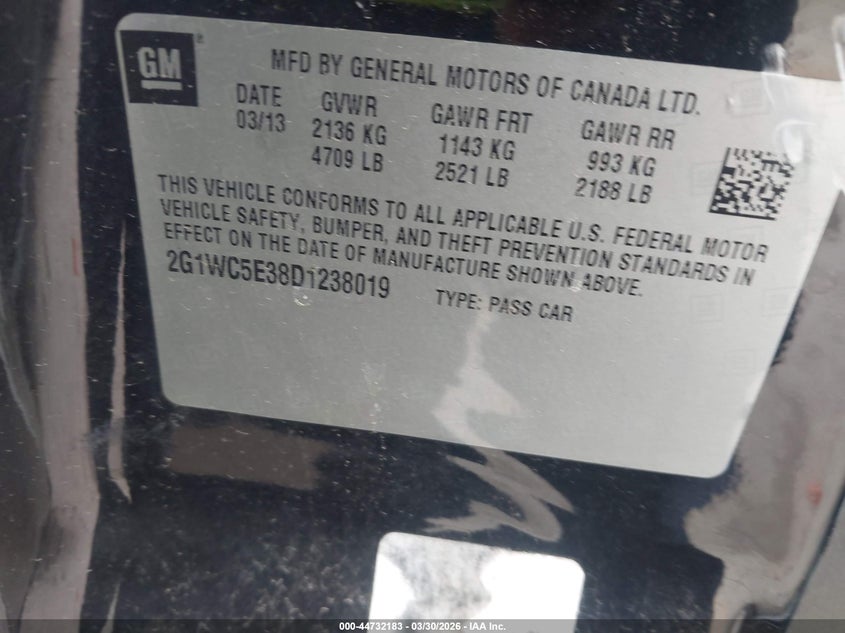 GM ®
MFD BY GENERAL MOTORS OF CANADA LTD.
DATE GVWR GAWR FRT GAWR RR
03/13 2136 KG 1143 KG 993 KG
4709 LB 2521 LB 2188 LB
THIS VEHICLE CONFORMS TO ALL APPLICABLE U.S. FEDERAL MOTOR
VEHICLE SAFETY, BUMPER, AND THEFT PREVENTION STANDARDS IN
EFFECT ON THE DATE OF MANUFACTURE SHOWN ABOVE.
2G1WC5E38D1238019 TYPE: PASS CAR
000-44732183 - 03/30/2026 - IAA Inc.